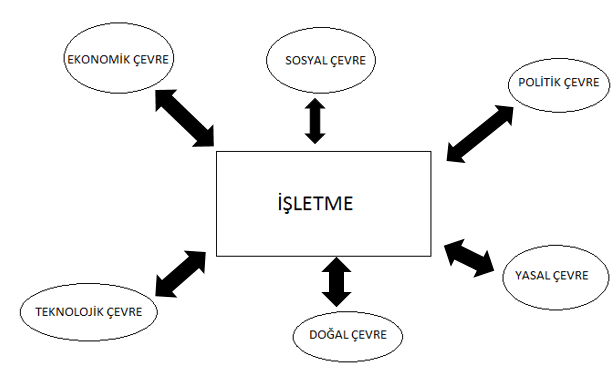 EKONOMİK ÇEVRE
SOSYAL ÇEVRE
POLİTİK ÇEVRE
İŞLETME
TEKNOLOJİK ÇEVRE
DOĞAL ÇEVRE
YASAL ÇEVRE